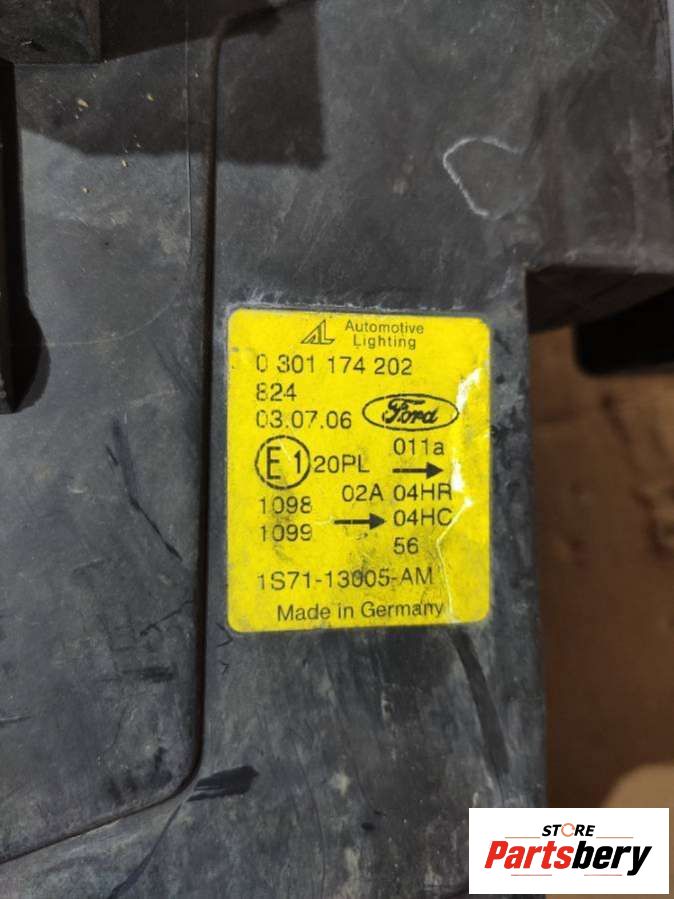 AL Automotive
Lighting
0 301 174 202
824
03.07.06 Ford
E1 20PL 011a
02A 04HR
1098
1099 04HC
56
1S71-13005-AM
Made in Germany
STORE
Partsbery